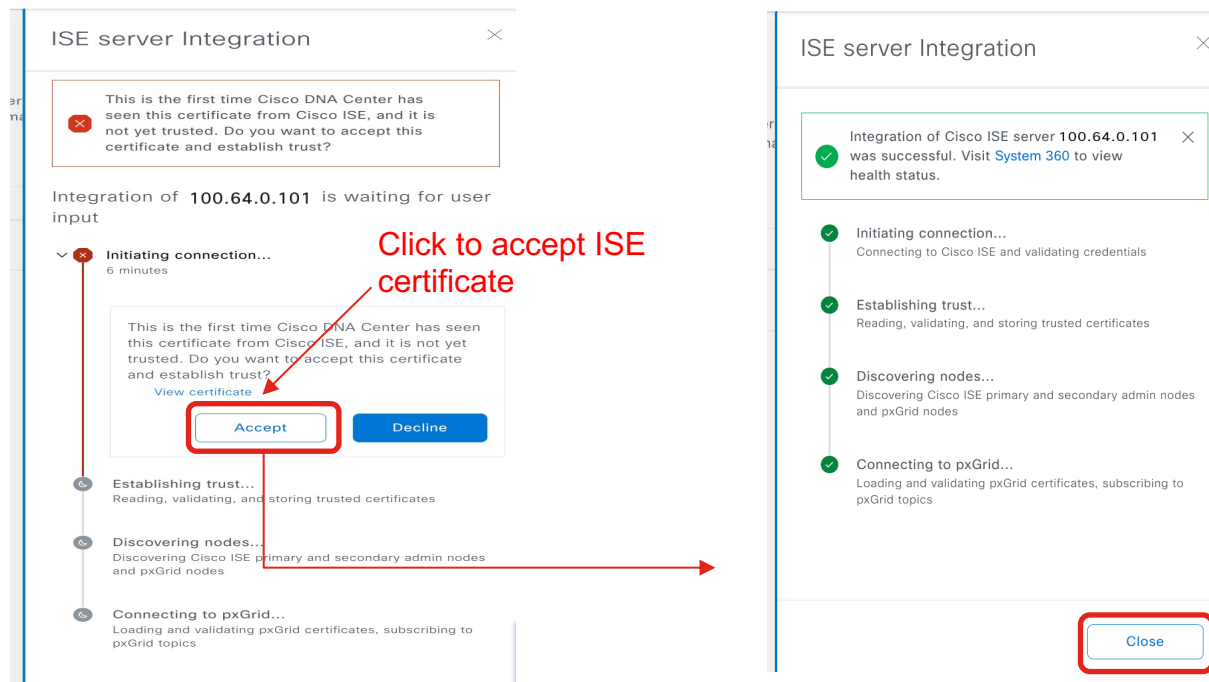 ISE server Integration
This is the first time Cisco DNA Center has
seen this certificate from Cisco ISE, and it is
not yet trusted. Do you want to accept this
certificate and establish trust?
Integration of 100.64.0.101 is waiting for user
input
Initiating connection...
6 minutes
Click to accept ISE
certificate
This is the first time Cisco DNA Center has seen
this certificate from Cisco ISE, and it is not yet
trusted. Do you want to accept this certificate
and establish trust?
View certificate
Accept
Decline
Establishing trust...
Reading, validating, and storing trusted certificates
Discovering nodes...
Discovering Cisco ISE primary and secondary admin nodes
and pxGrid nodes
Connecting to pxGrid...
Loading and validating pxGrid certificates, subscribing to
pxGrid topics
ISE server Integration
Integration of Cisco ISE server 100.64.0.101
was successful. Visit System 360 to view
health status.
Initiating connection...
Connecting to Cisco ISE and validating credentials
Establishing trust...
Reading, validating, and storing trusted certificates
Discovering nodes...
Discovering Cisco ISE primary and secondary admin nodes
and pxGrid nodes
Connecting to pxGrid...
Loading and validating pxGrid certificates, subscribing to
pxGrid topics
Close